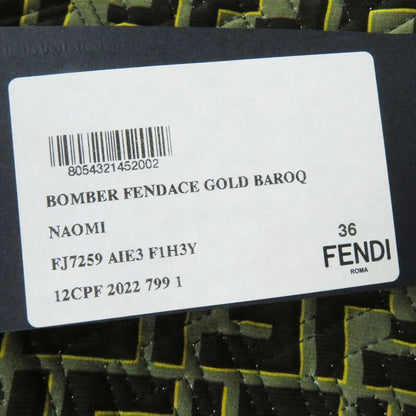 8054321452002
BOMBER FENDACE GOLD BAROQ
NAOMI
FJ7259 AIE3 F1H3Y
12CPF 2022 799 1
36
FENDI
ROMA